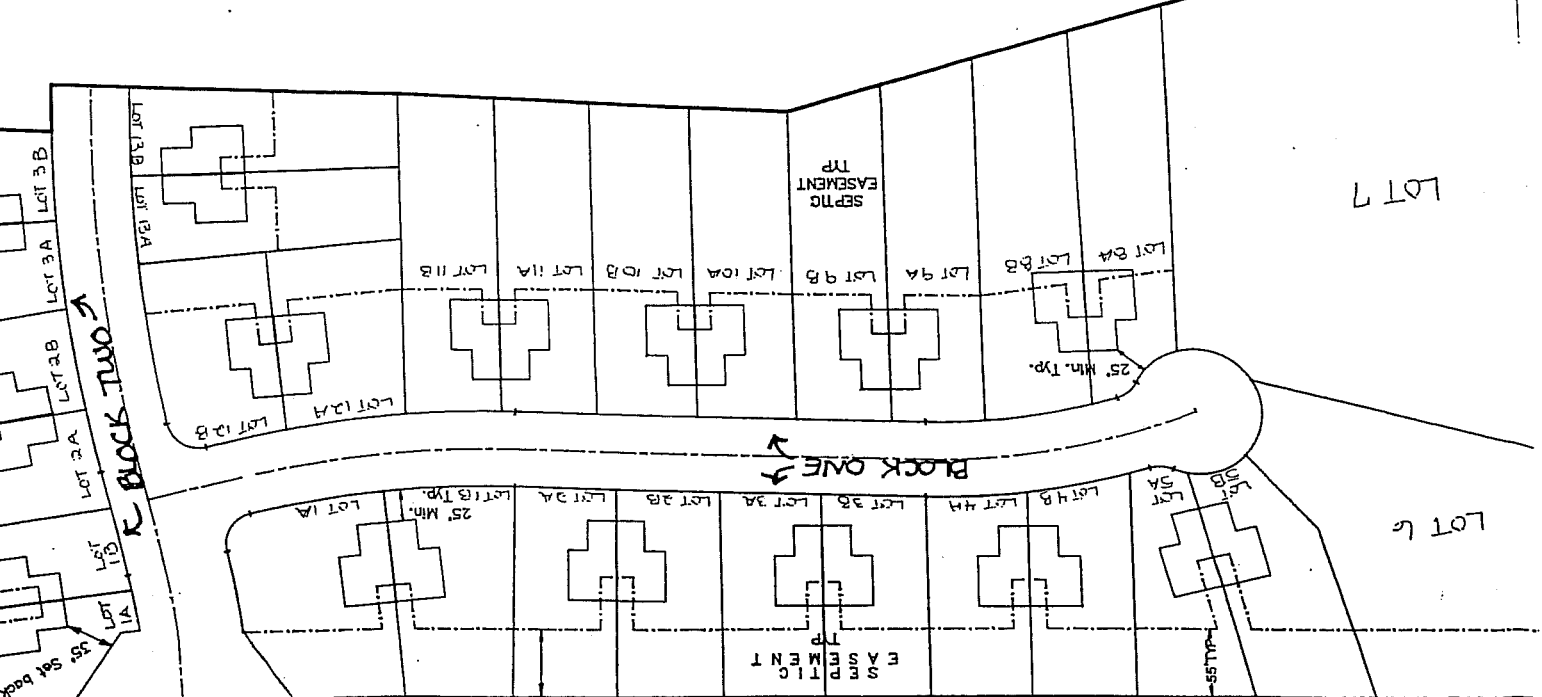 LOT 13B
LOT 13A
LOT 3B
LOT 3A
LOT 2B
LOT 2A
LOT
1B
LOT
1A
BLOCK TWO
35' Set back
SEPTIC
EASEMENT
TYP
LOT 7
LOT 11B
LOT 11A
LOT 10B
LOT 10A
LOT 9B
LOT 9A
LOT 8B
LOT 8A
25' Min. Typ.
LOT 12B
LOT 12A
BLOCK ONE
LOT 1A
LOT 1B
25' Min.
Typ.
LOT 2A
LOT 2B
LOT 3A
LOT 3B
LOT 4A
LOT 4B
LOT
5A
LOT
5B
LOT 6
SEPTIC
EASEMENT
TYP
55' TYP